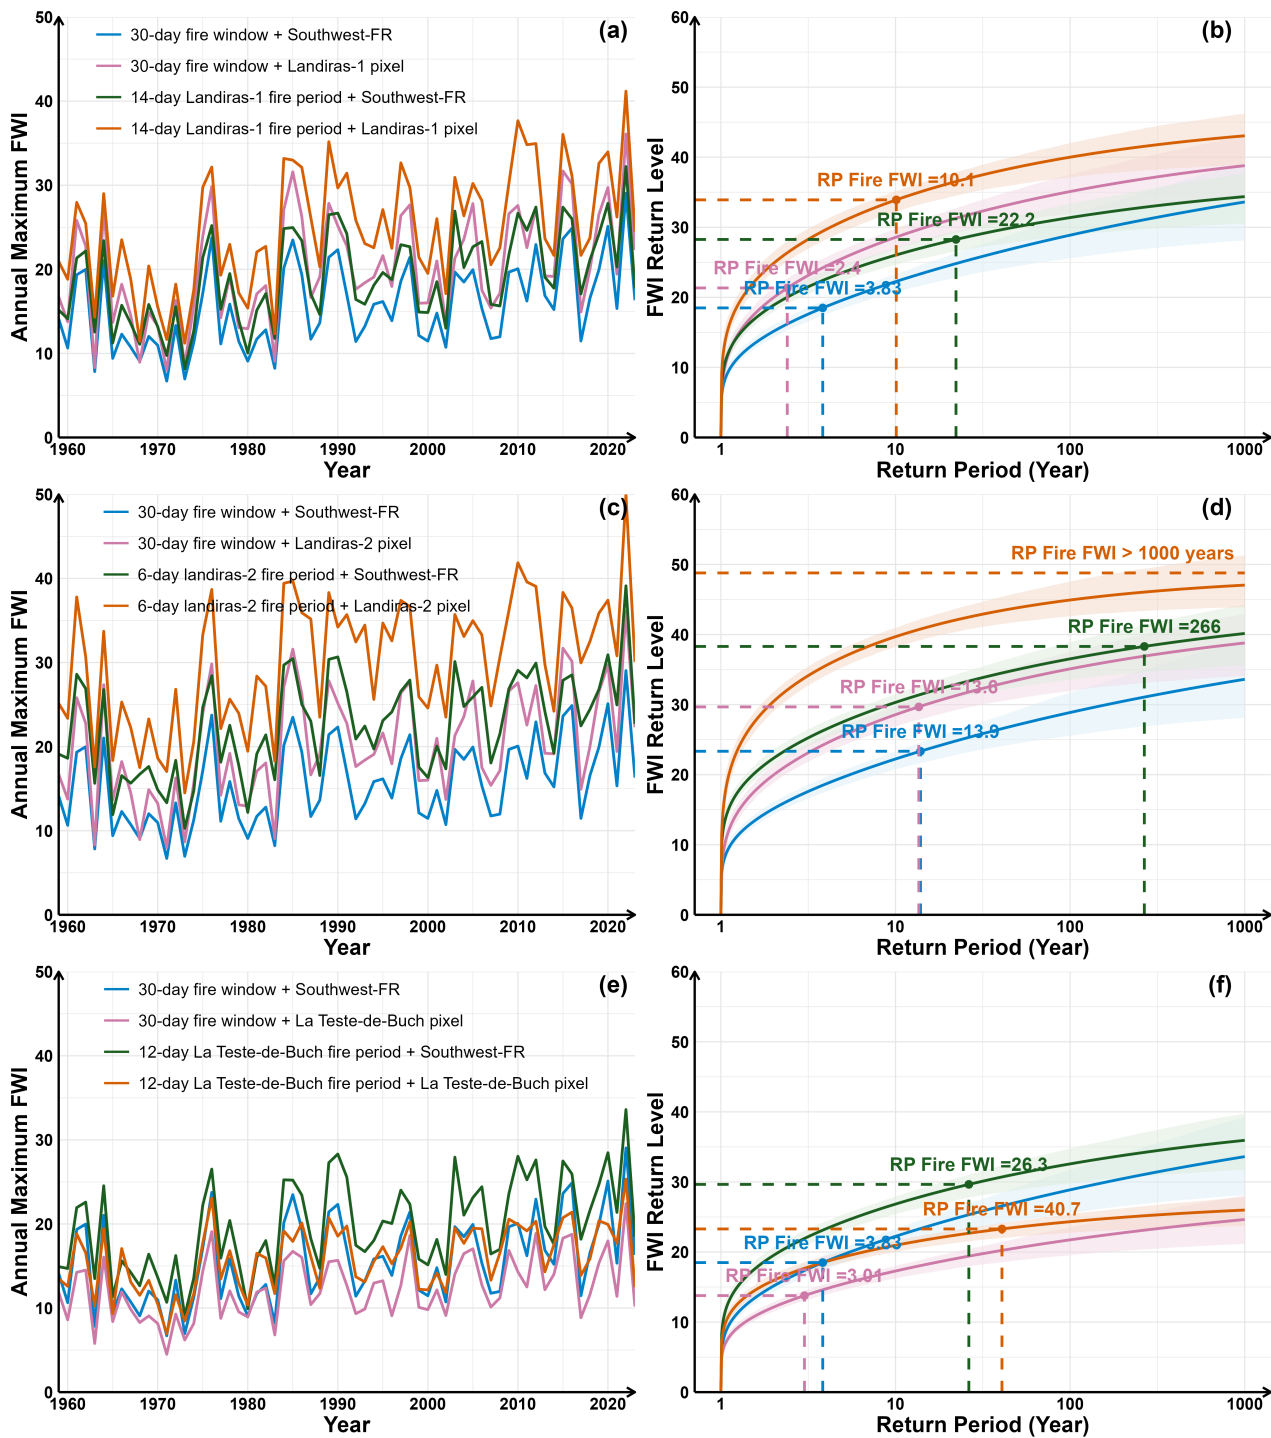 (a)
30-day fire window + Southwest-FR
30-day fire window + Landiras-1 pixel
14-day Landiras-1 fire period + Southwest-FR
14-day Landiras-1 fire period + Landiras-1 pixel
Annual Maximum FWI
50
40
30
20
10
0
1960 1970 1980 1990 2000 2010 2020
Year
(b)
FWI Return Level
60
50
40
30
20
10
0
RP Fire FWI =10.1
RP Fire FWI =22.2
RP Fire FWI =2.4
RP Fire FWI =3.83
1 10 100 1000
Return Period (Year)
(c)
30-day fire window + Southwest-FR
30-day fire window + Landiras-2 pixel
6-day landiras-2 fire period + Southwest-FR
6-day landiras-2 fire period + Landiras-2 pixel
Annual Maximum FWI
50
40
30
20
10
0
1960 1970 1980 1990 2000 2010 2020
Year
(d)
FWI Return Level
60
50
40
30
20
10
0
RP Fire FWI > 1000 years
RP Fire FWI =266
RP Fire FWI =13.6
RP Fire FWI =13.9
1 10 100 1000
Return Period (Year)
(e)
30-day fire window + Southwest-FR
30-day fire window + La Teste-de-Buch pixel
12-day La Teste-de-Buch fire period + Southwest-FR
12-day La Teste-de-Buch fire period + La Teste-de-Buch pixel
Annual Maximum FWI
50
40
30
20
10
0
1960 1970 1980 1990 2000 2010 2020
Year
(f)
FWI Return Level
60
50
40
30
20
10
0
RP Fire FWI =26.3
RP Fire FWI =40.7
RP Fire FWI =3.83
RP Fire FWI =3.01
1 10 100 1000
Return Period (Year)